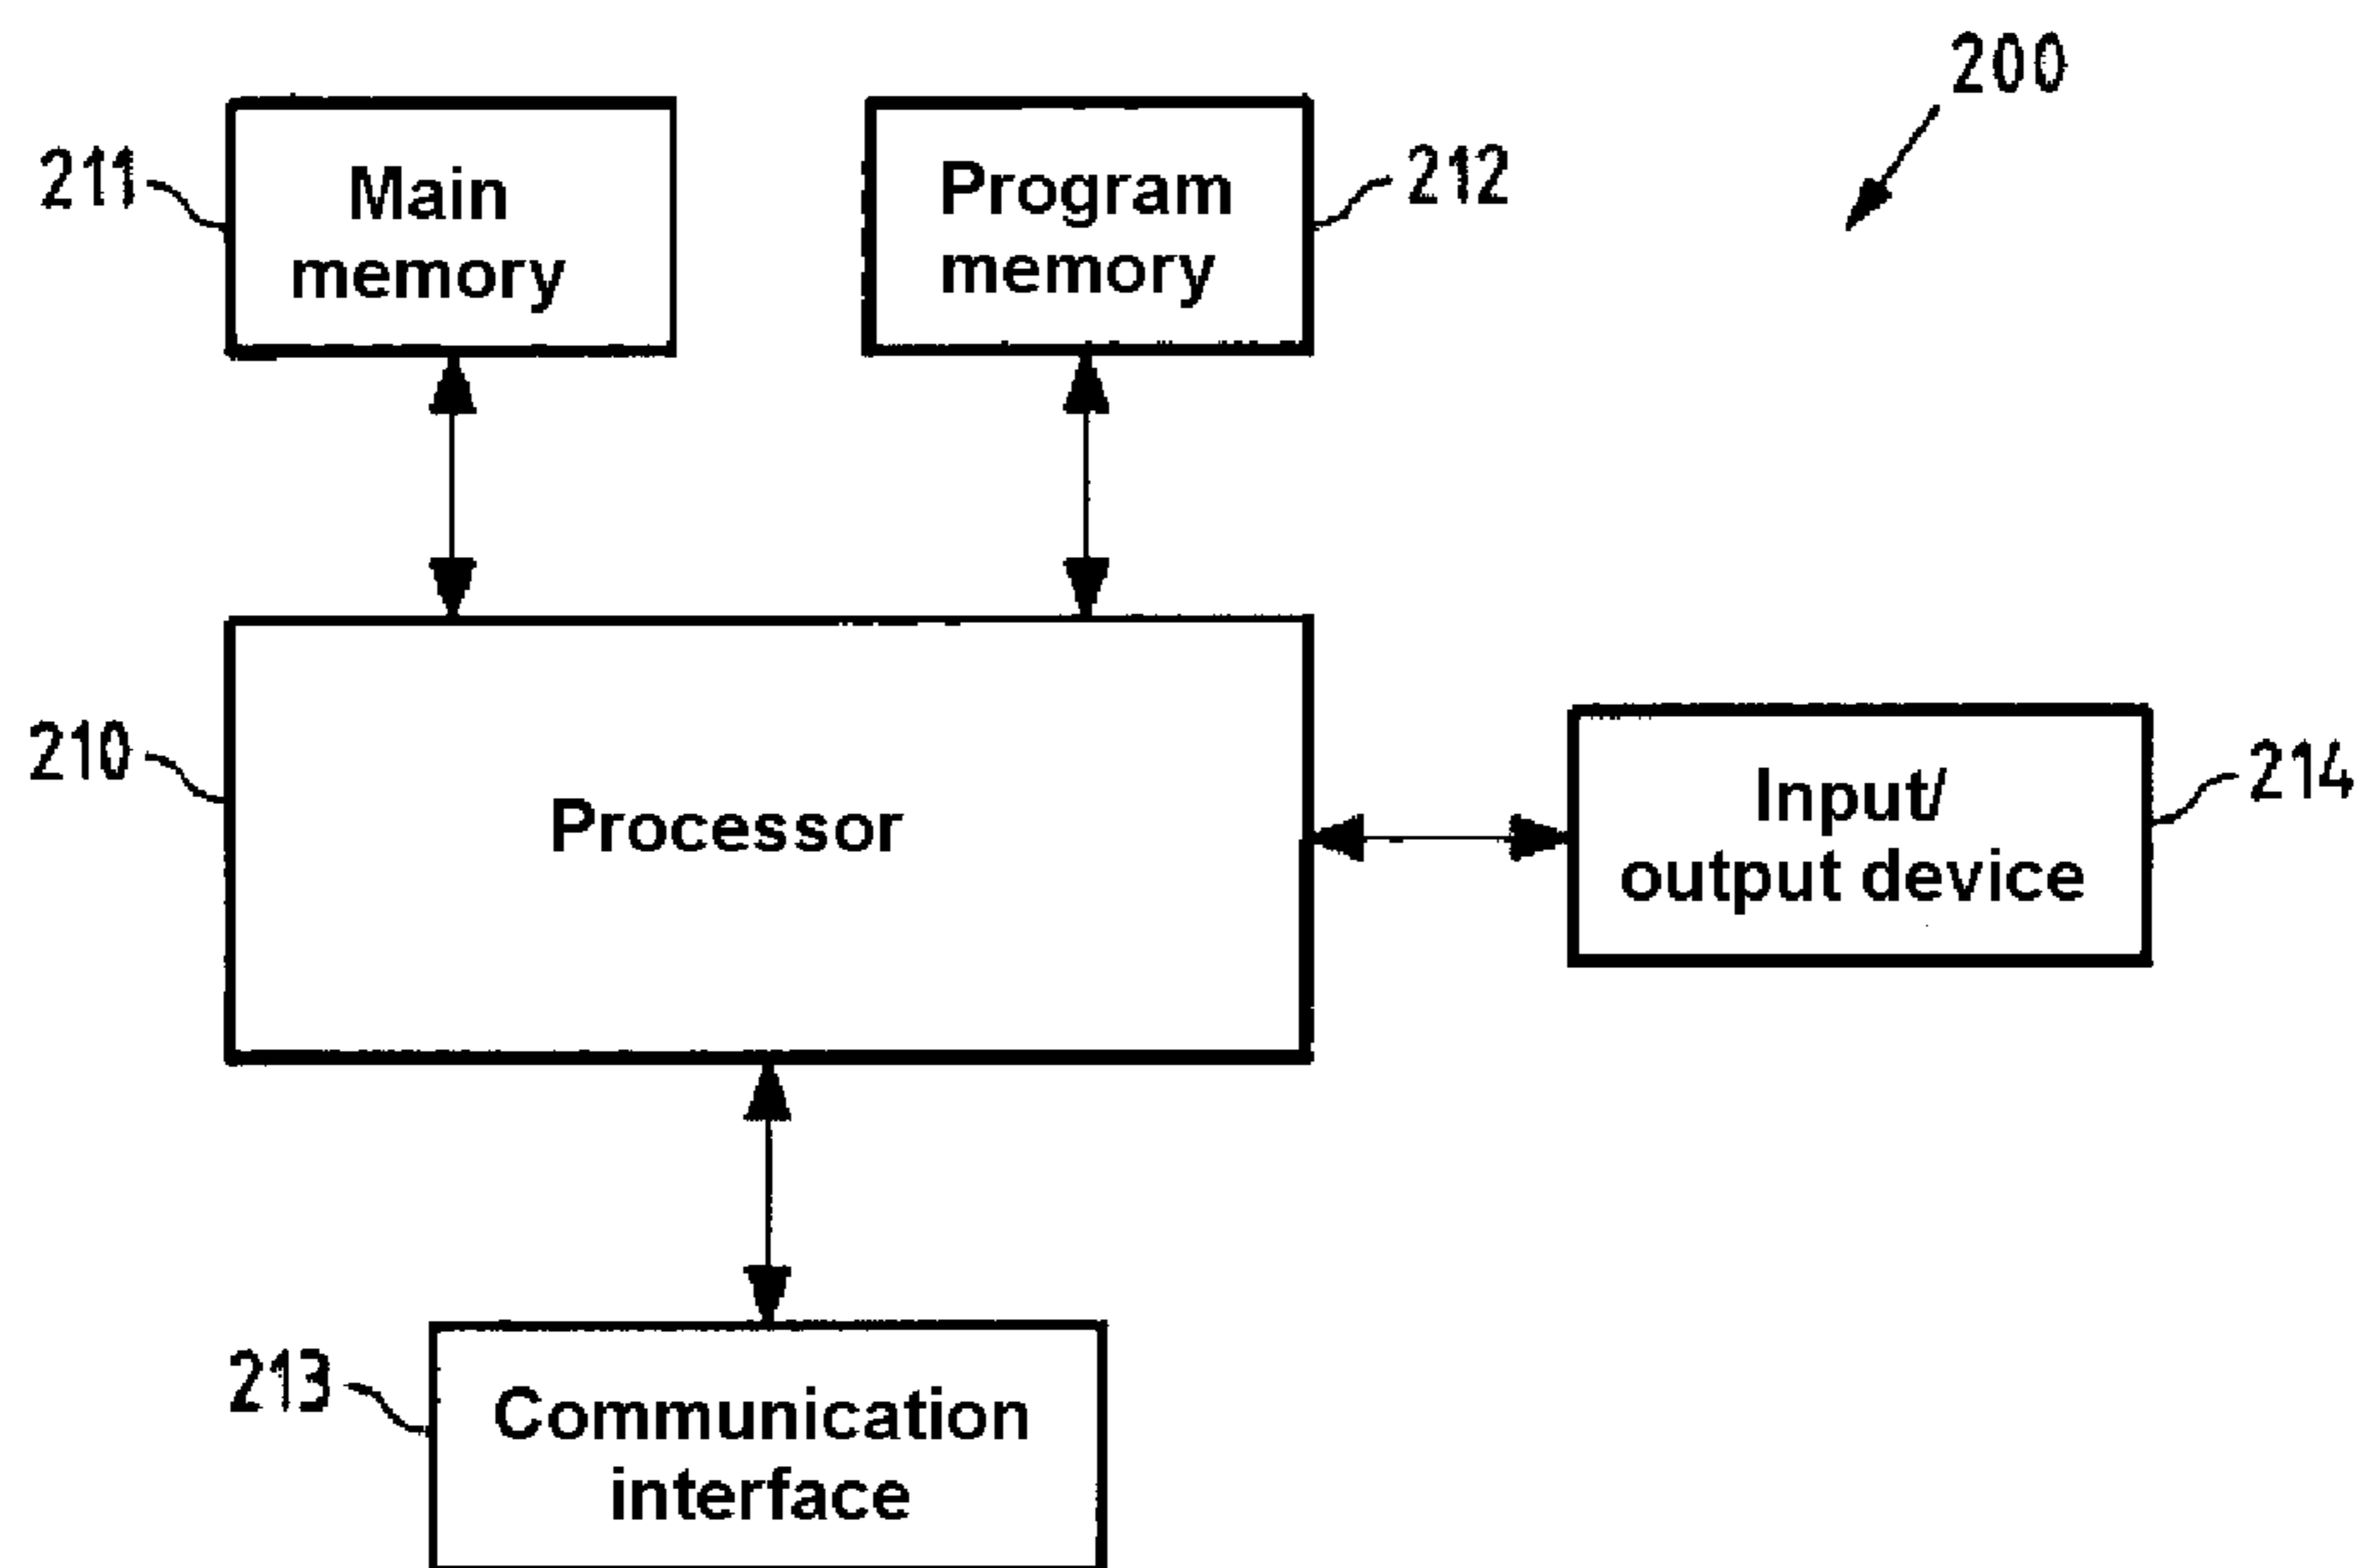 200
211
Main
memory
Program
memory
212
210
Processor
Input/
output device
214
213
Communication
interface